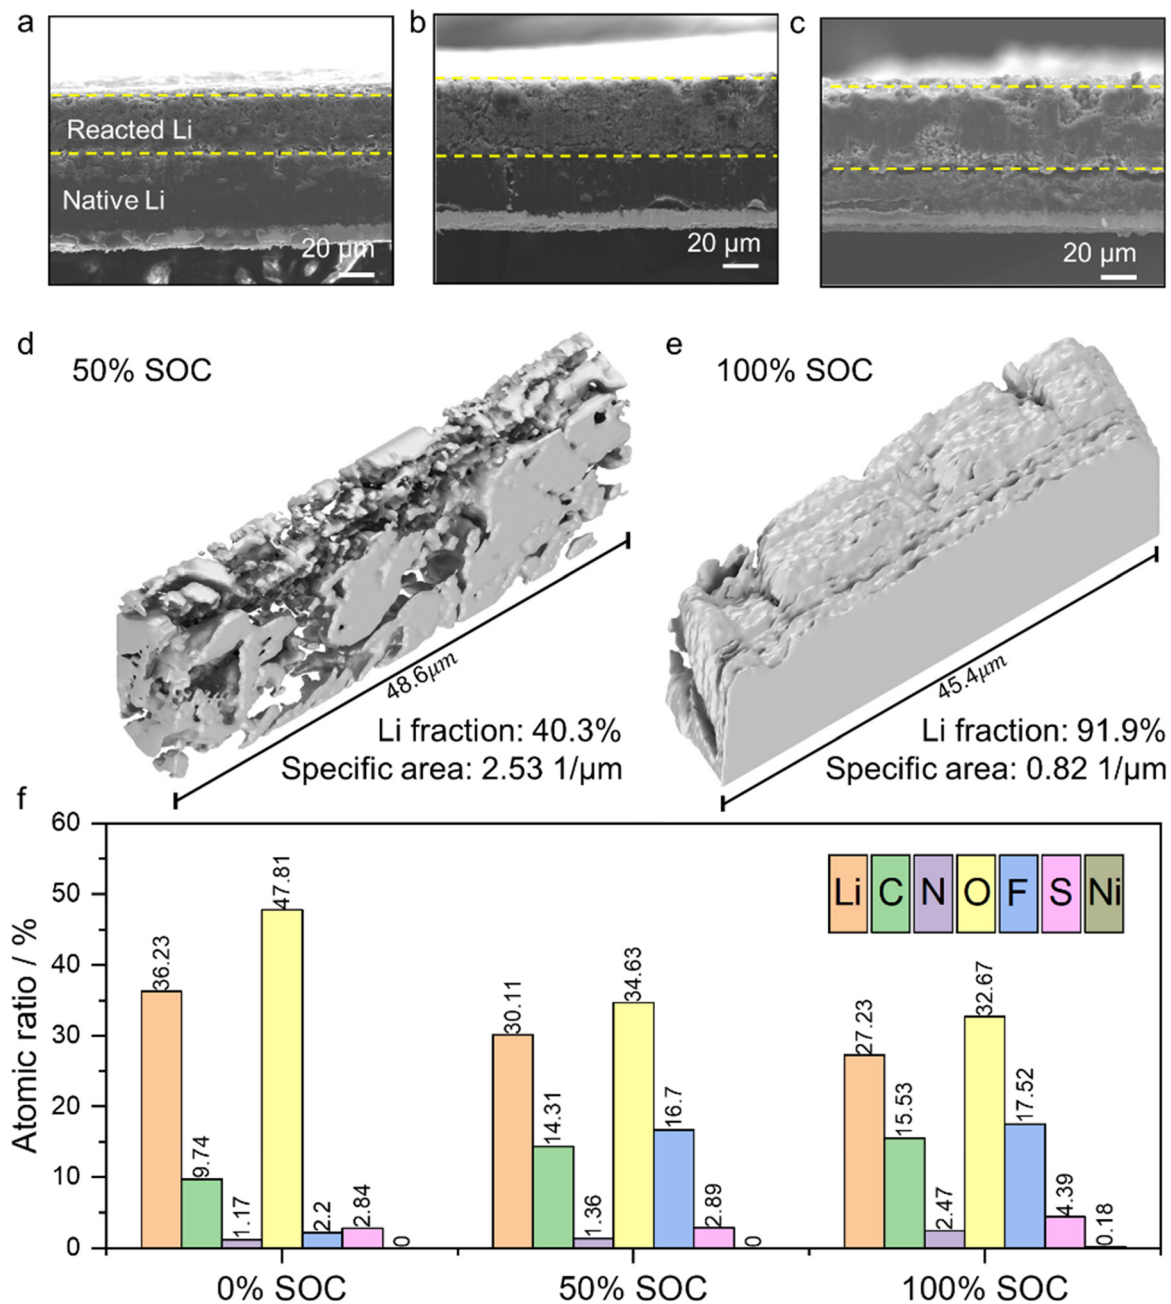 a
b
c
Reacted Li
Native Li
20 µm
20 µm
20 µm
d
50% SOC
e
100% SOC
48.6µm
45.4µm
Li fraction: 40.3%
Specific area: 2.53 1/µm
Li fraction: 91.9%
Specific area: 0.82 1/µm
f
Atomic ratio / %
60
50
40
30
20
10
0
Li C N O F S Ni
36.23
9.74
1.17
47.81
2.2
2.84
0
30.11
14.31
1.36
34.63
16.7
2.89
0
27.23
15.53
2.47
32.67
17.52
4.39
0.18
0% SOC
50% SOC
100% SOC